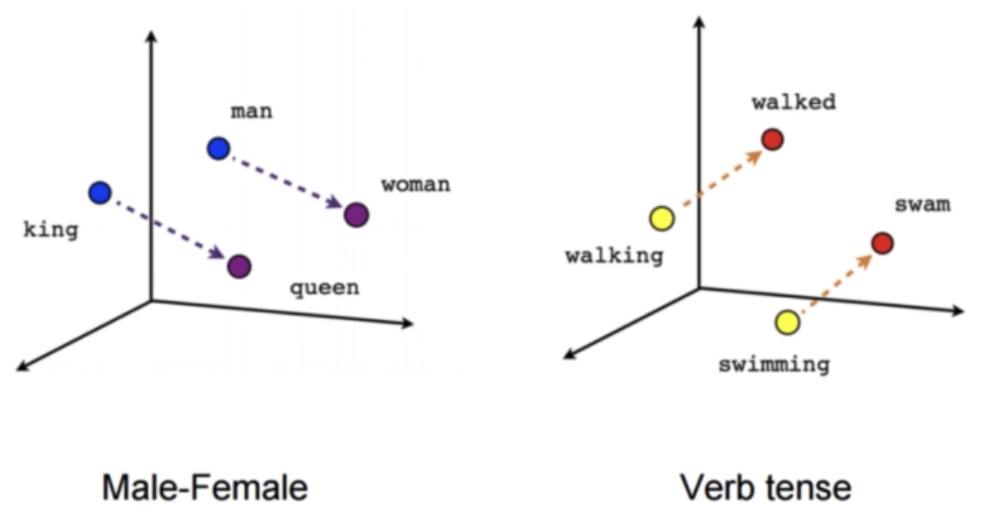 man
woman
king
queen
Male-Female
walked
swam
walking
swimming
Verb tense